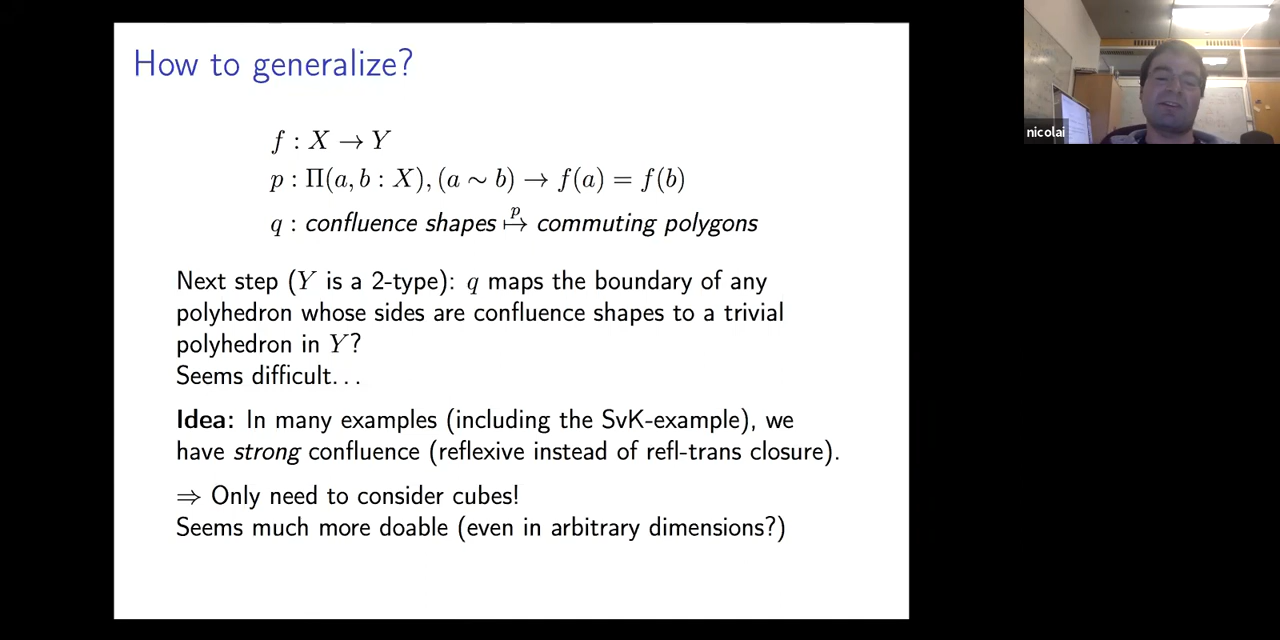 How to generalize?
f : X → Y
p : Π(a, b : X), (a ∼ b) → f(a) = f(b)
q : confluence shapes ↦ᵖ commuting polygons
Next step (Y is a 2-type): q maps the boundary of any
polyhedron whose sides are confluence shapes to a trivial
polyhedron in Y?
Seems difficult. . .
Idea: In many examples (including the SvK-example), we
have strong confluence (reflexive instead of refl-trans closure).
⇒ Only need to consider cubes!
Seems much more doable (even in arbitrary dimensions?)
nicolai